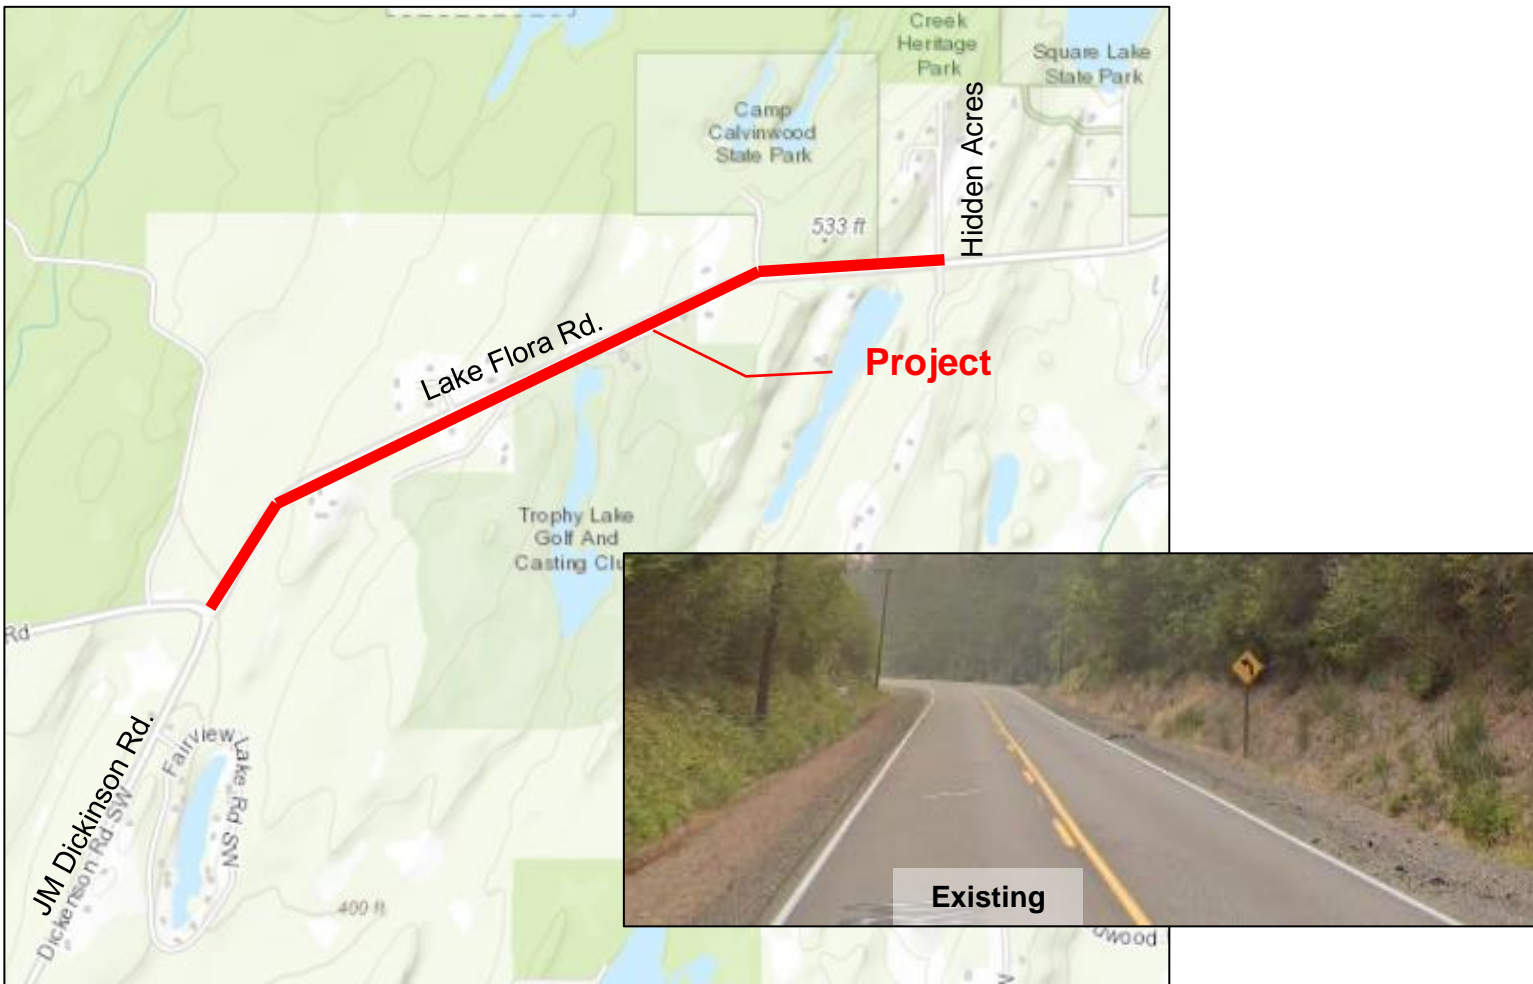 Creek
Heritage
Park
Square Lake
State Park
Camp
Calvinwood
State Park
Hidden Acres
533 ft
Lake Flora Rd.
Project
Trophy Lake
Golf And
Casting Clu
Rd
JM Dickinson Rd.
Dickenson Rd SW
Fairview
Lake Rd SW
400 ft
Existing
dwood